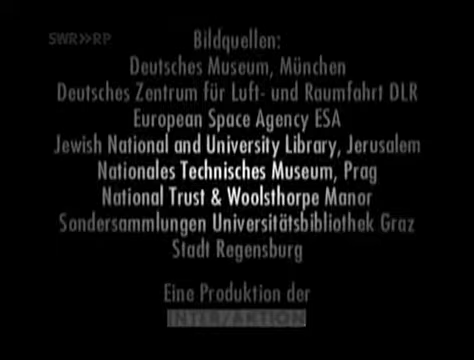 SWR>>RP
Bildquellen:
Deutsches Museum, München
Deutsches Zentrum für Luft- und Raumfahrt DLR
European Space Agency ESA
Jewish National and University Library, Jerusalem
Nationales Technisches Museum, Prag
National Trust & Woolsthorpe Manor
Sondersammlungen Universitätsbibliothek Graz
Stadt Regensburg
Eine Produktion der
INTER/AKTION